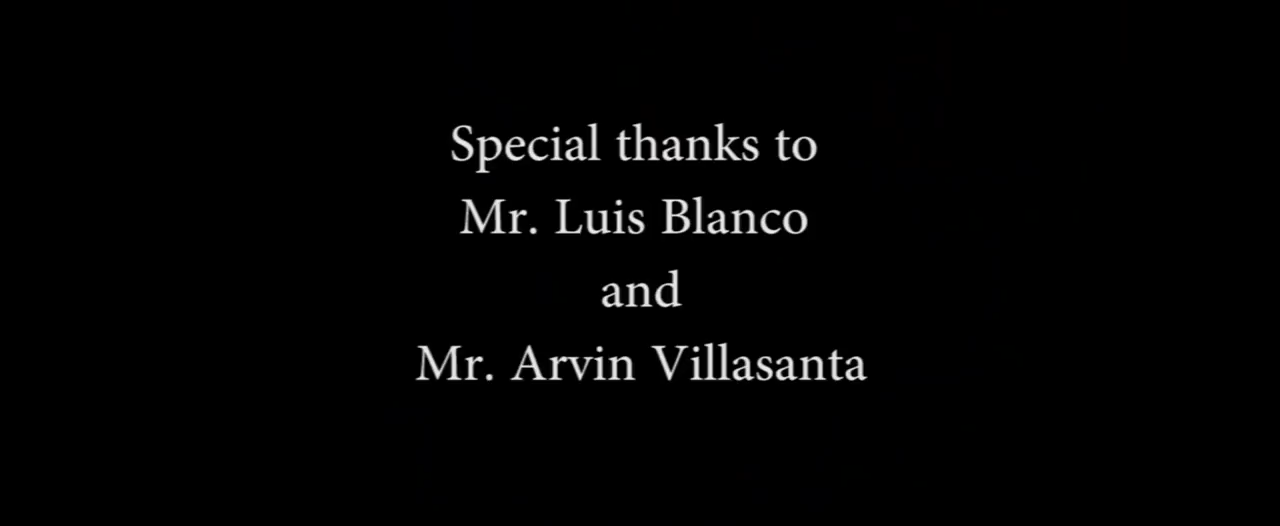 Special thanks to
Mr. Luis Blanco
and
Mr. Arvin Villasanta